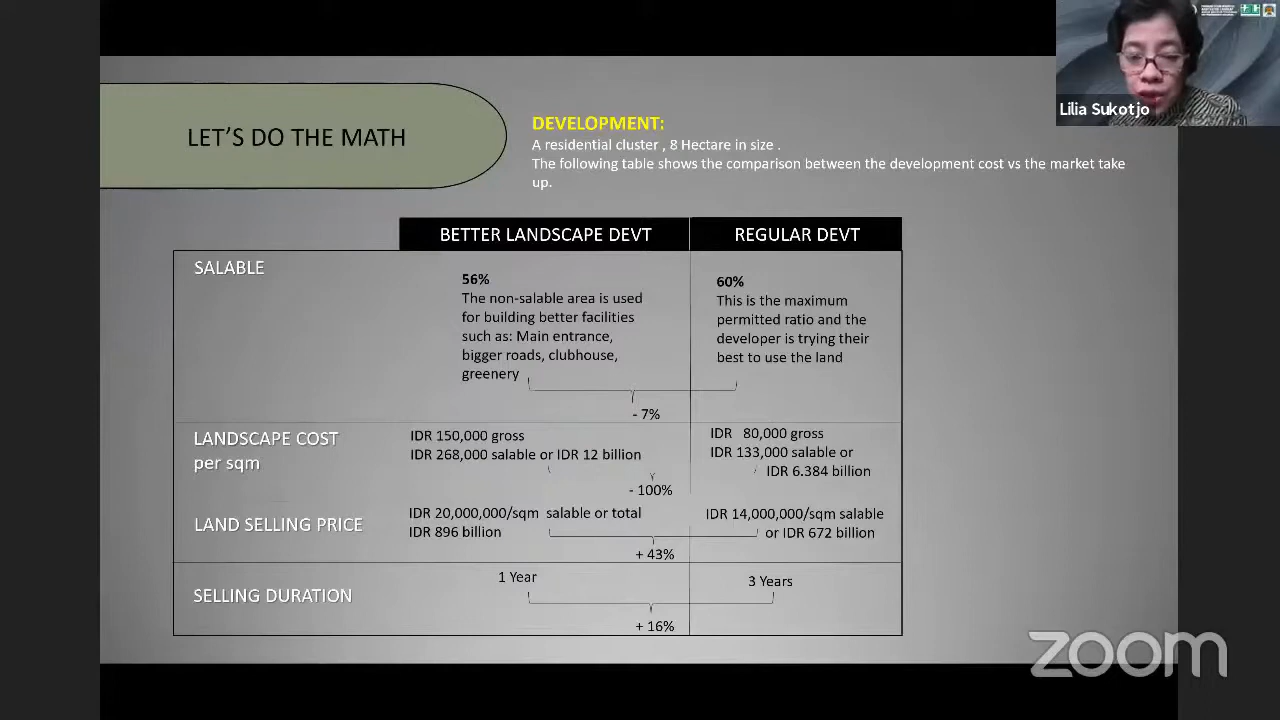 Lilia Sukotjo
LET'S DO THE MATH
DEVELOPMENT:
A residential cluster , 8 Hectare in size .
The following table shows the comparison between the development cost vs the market take
up.
BETTER LANDSCAPE DEVT
REGULAR DEVT
SALABLE
56%
The non-salable area is used
for building better facilities
such as: Main entrance,
bigger roads, clubhouse,
greenery
60%
This is the maximum
permitted ratio and the
developer is trying their
best to use the land
- 7%
LANDSCAPE COST
per sqm
IDR 150,000 gross
IDR 268,000 salable or IDR 12 billion
IDR 80,000 gross
IDR 133,000 salable or
IDR 6.384 billion
- 100%
LAND SELLING PRICE
IDR 20,000,000/sqm salable or total
IDR 896 billion
IDR 14,000,000/sqm salable
or IDR 672 billion
+ 43%
SELLING DURATION
1 Year
3 Years
+ 16%
zoom